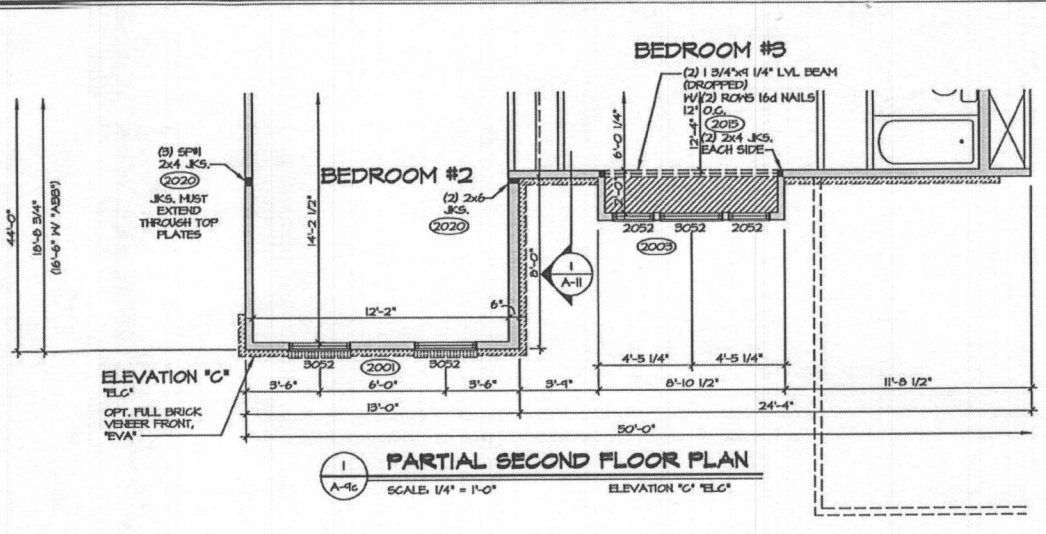 BEDROOM #3
(2) 1 3/4"x9 1/4" LVL BEAM
(DROPPED)
W/(2) ROWS 16d NAILS
12" O.C.
2015
(2) 2x4 JKS.
EACH SIDE
6'-0 1/4"
12'-4"
2'-0"
(3) SP#1
2x4 JKS.
2020
JKS. MUST
EXTEND
THROUGH TOP
PLATES
BEDROOM #2
(2) 2x6
JKS.
2020
44'-0"
18'-8 3/4"
14'-2 1/2"
8'-0"
1
A-11
2052 3052 2052
2003
12'-2"
6"
3052 2001 3052
4'-5 1/4" 4'-5 1/4"
ELEVATION "C"
"ELC"
OPT. FULL BRICK
VENEER FRONT,
"EVA"
3'-6" 6'-0" 3'-6" 3'-9" 8'-10 1/2" 11'-8 1/2"
13'-0" 24'-4"
50'-0"
1
A-9c
PARTIAL SECOND FLOOR PLAN
SCALE: 1/4" = 1'-0" ELEVATION "C" "ELC"